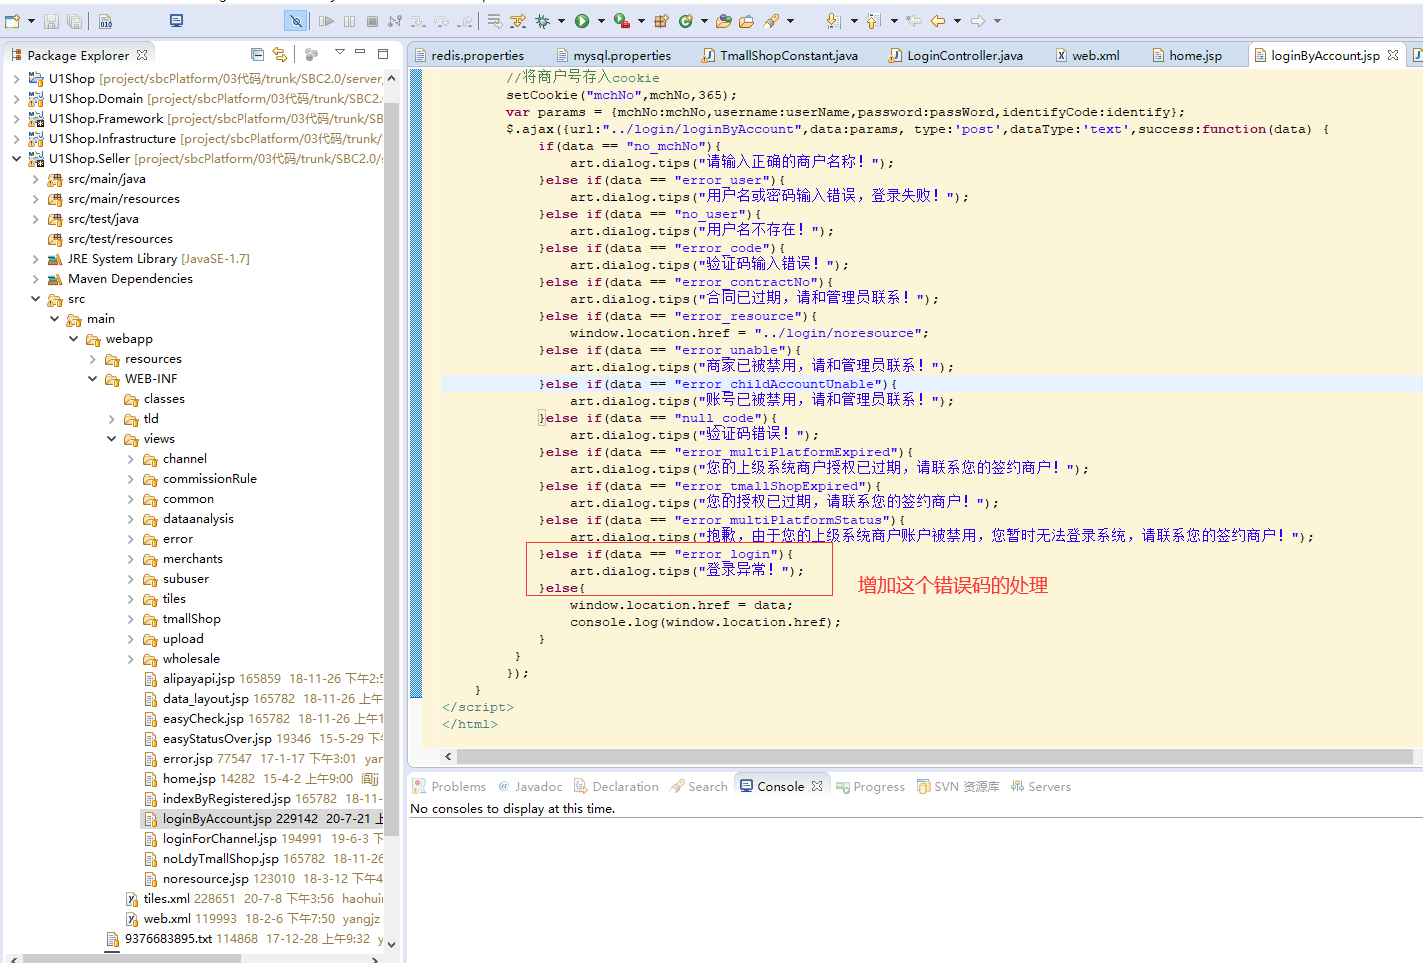 Package Explorer
U1Shop [project/sbcPlatform/03代码/trunk/SBC2.0/server
U1Shop.Domain [project/sbcPlatform/03代码/trunk/SBC2.
U1Shop.Framework [project/sbcPlatform/03代码/trunk/SB
U1Shop.Infrastructure [project/sbcPlatform/03代码/trunk/
U1Shop.Seller [project/sbcPlatform/03代码/trunk/SBC2.0/
src/main/java
src/main/resources
src/test/java
src/test/resources
JRE System Library [JavaSE-1.7]
Maven Dependencies
src
main
webapp
resources
WEB-INF
classes
tld
views
channel
commissionRule
common
dataanalysis
error
merchants
subuser
tiles
tmallShop
upload
wholesale
alipayapi.jsp 165859 18-11-26 下午2:5
data_layout.jsp 165782 18-11-26 上午
easyCheck.jsp 165782 18-11-26 上午1
easyStatusOver.jsp 19346 15-5-29 下午
error.jsp 77547 17-1-17 下午3:01 yan
home.jsp 14282 15-4-2 上午9:00 阎jj
indexByRegistered.jsp 165782 18-11-
loginByAccount.jsp 229142 20-7-21 上
loginForChannel.jsp 194991 19-6-3 下
noLdyTmallShop.jsp 165782 18-11-26
noresource.jsp 123010 18-3-12 下午4
tiles.xml 228651 20-7-8 下午3:56 haohuir
web.xml 119993 18-2-6 下午7:50 yangjz
9376683895.txt 114868 17-12-28 上午9:32 y
redis.properties mysql.properties TmallShopConstant.java LoginController.java web.xml home.jsp loginByAccount.jsp
//将商户号存入cookie
setCookie("mchNo",mchNo,365);
var params = {mchNo:mchNo,username:userName,password:passWord,identifyCode:identify};
$.ajax({url:"../login/loginByAccount",data:params, type:'post',dataType:'text',success:function(data) {
if(data == "no_mchNo"){
art.dialog.tips("请输入正确的商户名称！");
}else if(data == "error_user"){
art.dialog.tips("用户名或密码输入错误，登录失败！");
}else if(data == "no_user"){
art.dialog.tips("用户名不存在！");
}else if(data == "error_code"){
art.dialog.tips("验证码输入错误！");
}else if(data == "error_contractNo"){
art.dialog.tips("合同已过期，请和管理员联系！");
}else if(data == "error_resource"){
window.location.href = "../login/noresource";
}else if(data == "error_unable"){
art.dialog.tips("商家已被禁用，请和管理员联系！");
}else if(data == "error_childAccountUnable"){
art.dialog.tips("账号已被禁用，请和管理员联系！");
}else if(data == "null_code"){
art.dialog.tips("验证码错误！");
}else if(data == "error_multiPlatformExpired"){
art.dialog.tips("您的上级系统商户授权已过期，请联系您的签约商户！");
}else if(data == "error_tmallShopExpired"){
art.dialog.tips("您的授权已过期，请联系您的签约商户！");
}else if(data == "error_multiPlatformStatus"){
art.dialog.tips("抱歉，由于您的上级系统商户账户被禁用，您暂时无法登录系统，请联系您的签约商户！");
}else if(data == "error_login"){
art.dialog.tips("登录异常！");
}else{
增加这个错误码的处理
window.location.href = data;
console.log(window.location.href);
}
}
});
}
</script>
</html>
Problems Javadoc Declaration Search Console Progress SVN 资源库 Servers
No consoles to display at this time.